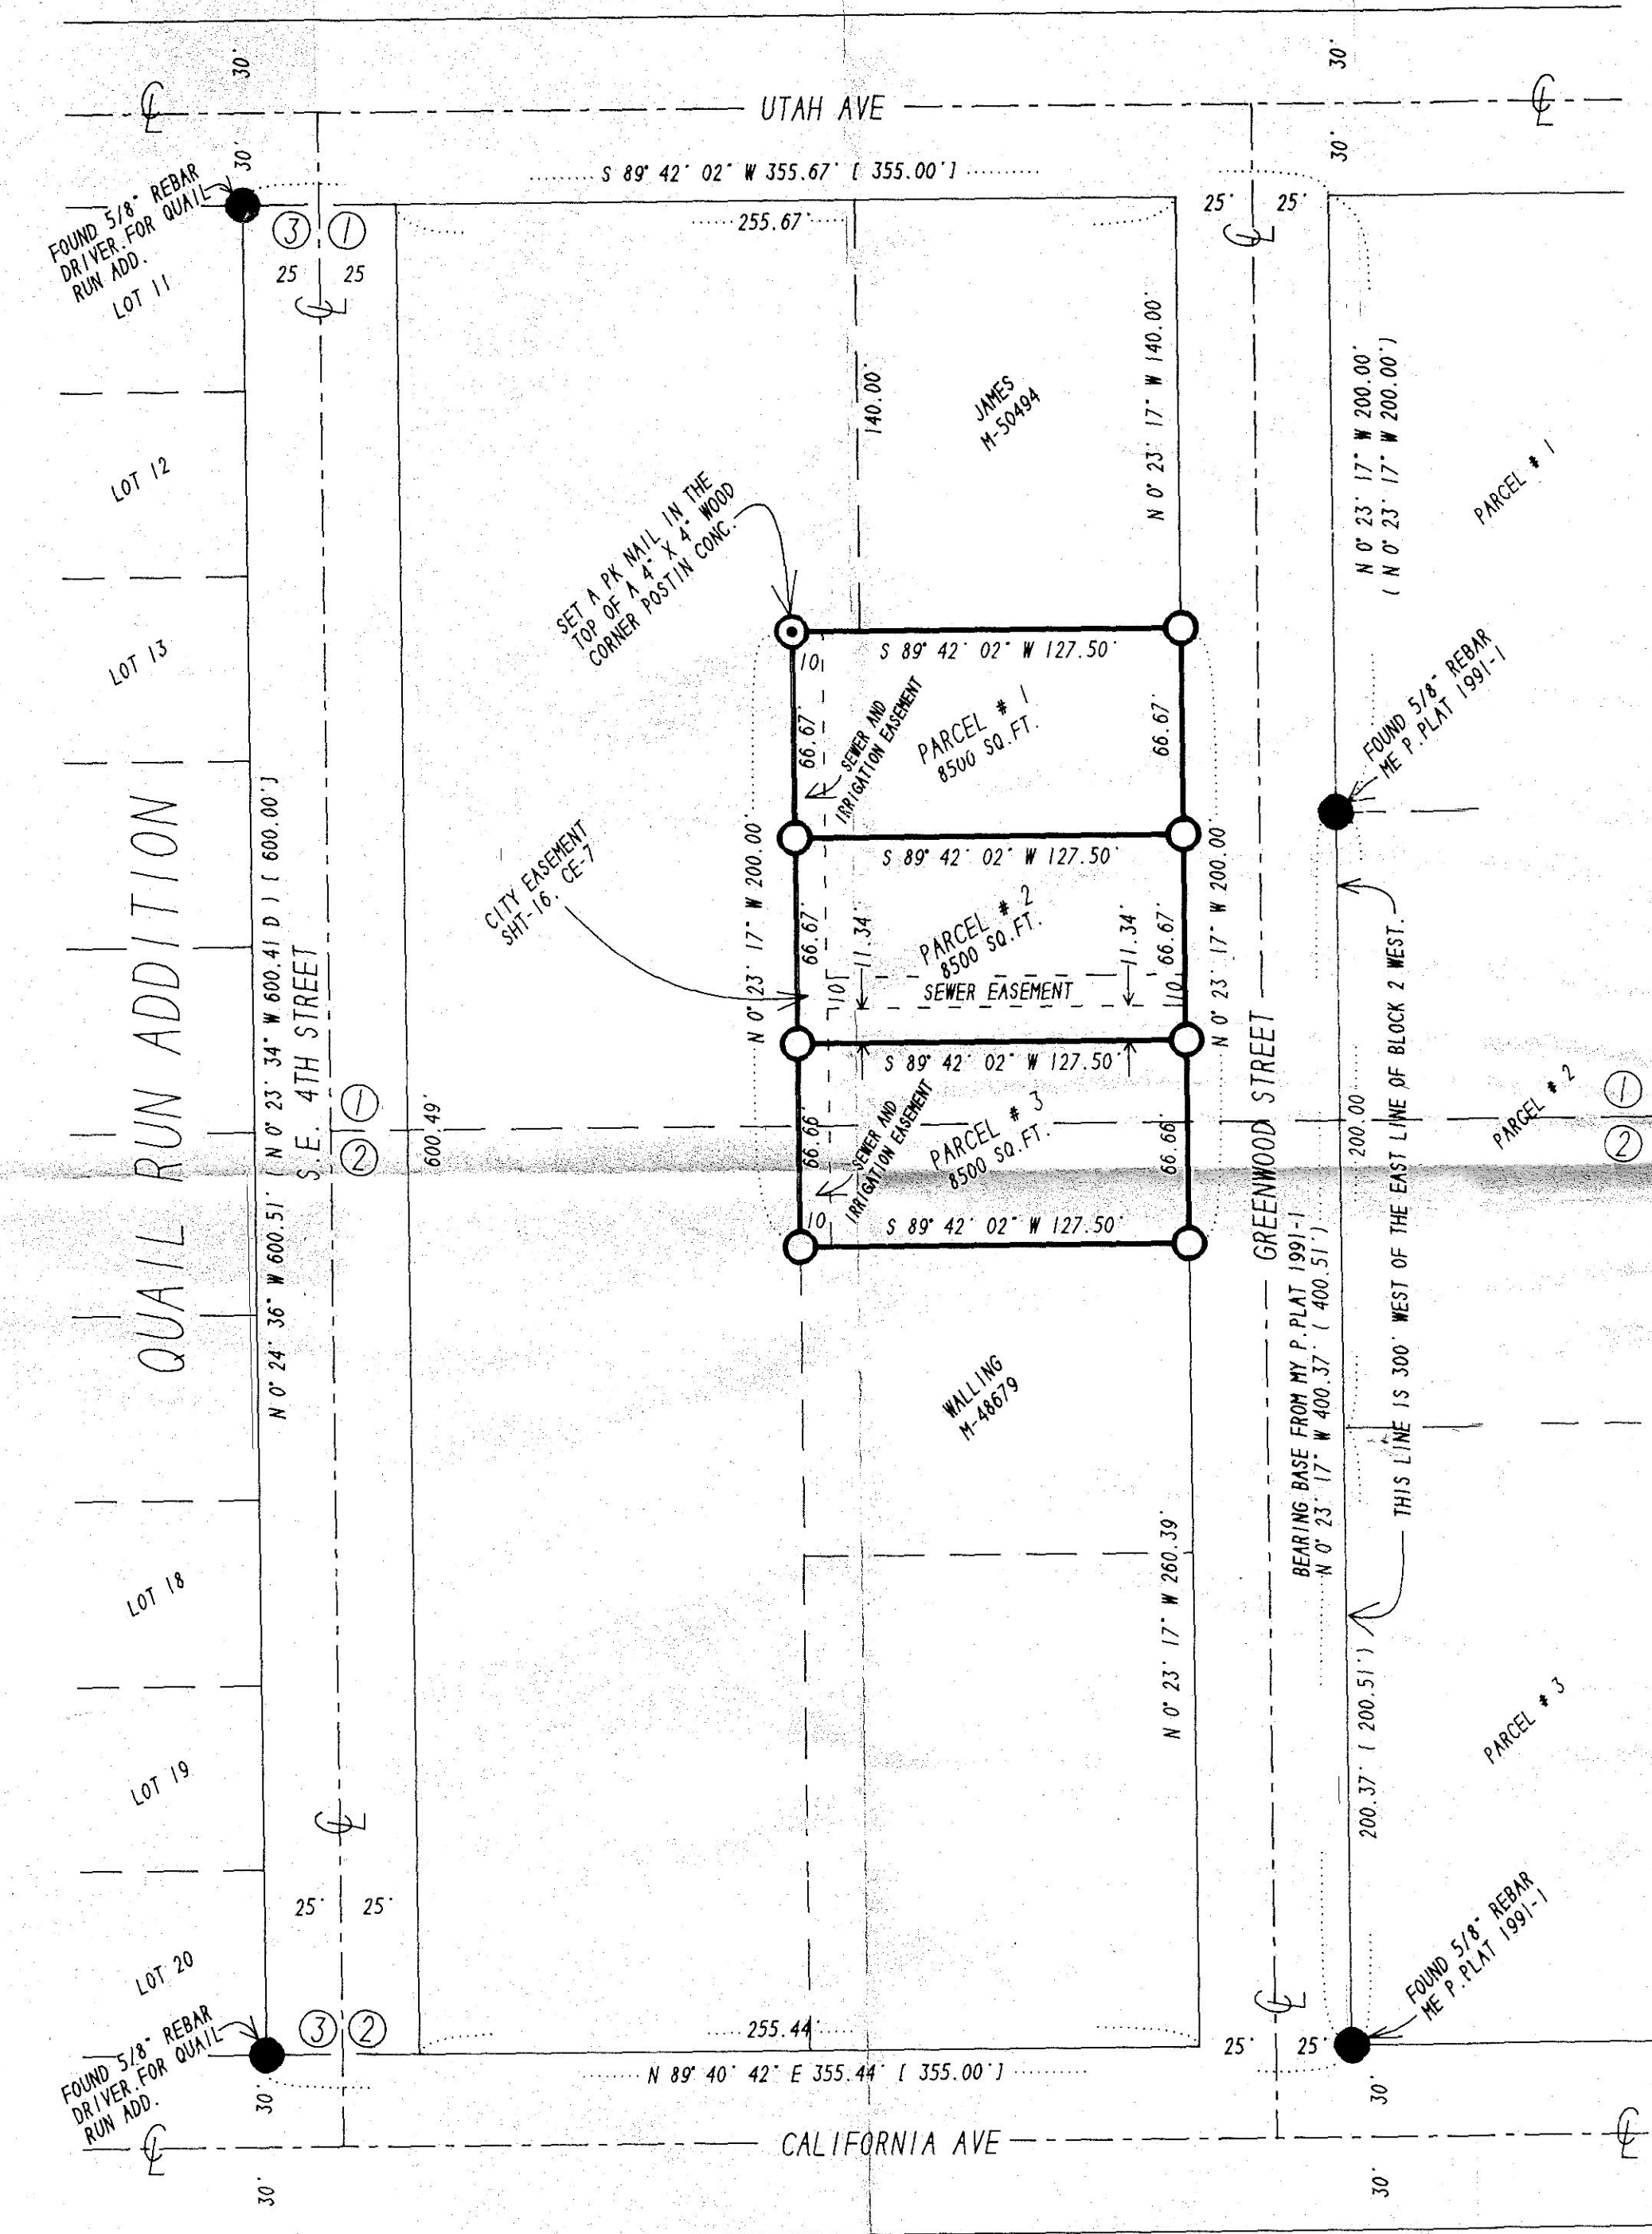 30'
30'
℄
UTAH AVE
℄
30'
30'
FOUND 5/8" REBAR
DRIVER.FOR QUAIL
RUN ADD.
LOT 11
S 89° 42' 02" W 355.67' [ 355.00' ]
255.67'
25'
25'
℄
3
1
25
25
℄
140.00'
JAMES
M-50494
N 0° 23' 17" W 140.00'
N 0° 23' 17" W 200.00'
( N 0° 23' 17" W 200.00' )
PARCEL # 1
LOT 12
LOT 13
SET A PK NAIL IN THE
TOP OF A 4" X 4" WOOD
CORNER POSTIN CONC.
S 89° 42' 02" W 127.50'
10
66.67'
SEWER AND
IRRIGATION EASEMENT
PARCEL # 1
8500 SQ.FT.
66.67'
FOUND 5/8" REBAR
ME P.PLAT 1991-1
S 89° 42' 02" W 127.50'
N 0° 23' 17" W 200.00'
N 0° 23' 17" W 200.00'
CITY EASEMENT
SHT-16, CE-7
66.67'
11.34'
PARCEL # 2
8500 SQ.FT.
11.34'
66.67'
10
SEWER EASEMENT
10
S 89° 42' 02" W 127.50'
66.66'
SEWER AND
IRRIGATION EASEMENT
PARCEL # 3
8500 SQ.FT.
66.66'
10
S 89° 42' 02" W 127.50'
QUAIL RUN ADDITION
N 0° 24' 36" W 600.51' ( N 0° 23' 34" W 600.41 D ) [ 600.00' ]
S.E. 4TH STREET
1
2
600.49'
GREENWOOD STREET
BEARING BASE FROM MY P.PLAT 1991-1
N 0° 23' 17" W 400.37' ( 400.51' )
200.00'
THIS LINE IS 300' WEST OF THE EAST LINE OF BLOCK 2 WEST.
PARCEL # 2
1
2
WALLING
M-48679
N 0° 23' 17" W 260.39'
200.37' ( 200.51' )
PARCEL # 3
LOT 18
LOT 19
℄
25'
25'
LOT 20
FOUND 5/8" REBAR
DRIVER.FOR QUAIL
RUN ADD.
3
2
255.44'
℄
25'
25'
FOUND 5/8" REBAR
ME P.PLAT 1991-1
N 89° 40' 42" E 355.44' [ 355.00' ]
30'
30'
℄
CALIFORNIA AVE
℄
30'
30'